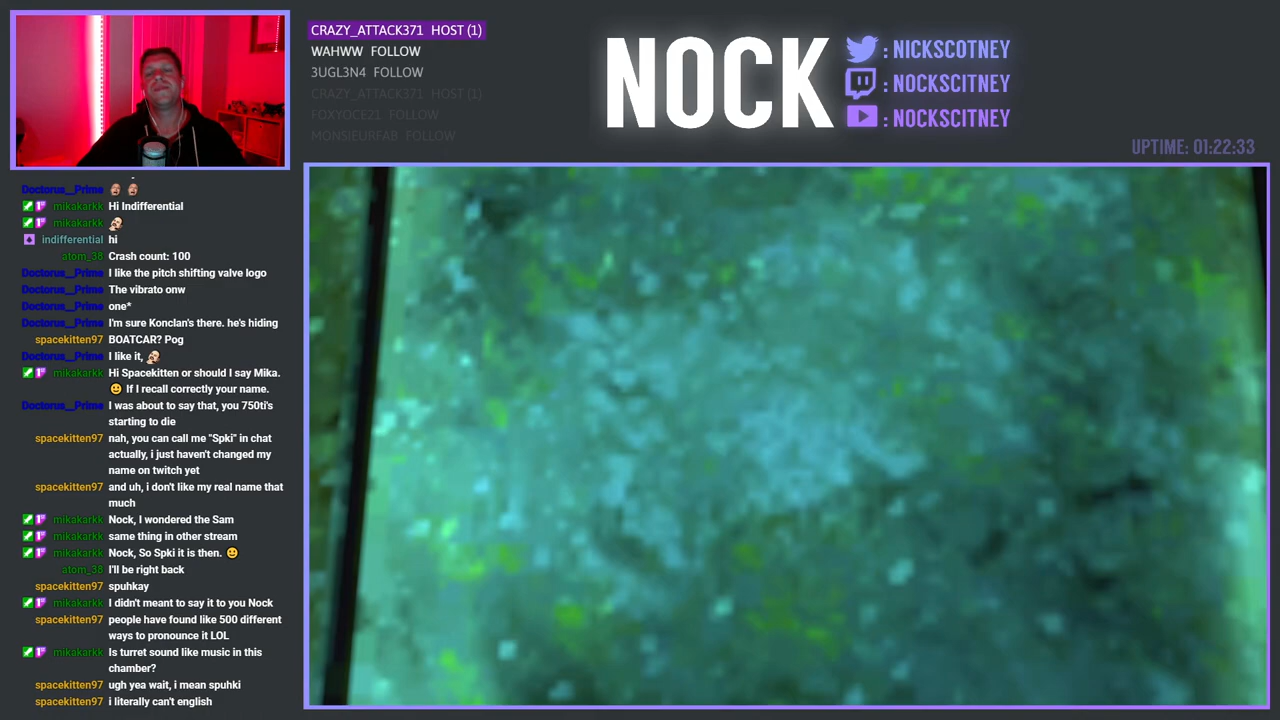 CRAZY_ATTACK371 HOST (1)
WAHWW FOLLOW
3UGL3N4 FOLLOW
CRAZY_ATTACK371 HOST (1)
FOXYOCE21 FOLLOW
MONSIEURFAB FOLLOW
NOCK
: NICKSCOTNEY
: NOCKSCITNEY
: NOCKSCITNEY
UPTIME: 01:22:33
Doctorus__Prime
mikakarkk Hi Indifferential
mikakarkk
indifferential hi
atom_38 Crash count: 100
Doctorus__Prime I like the pitch shifting valve logo
Doctorus__Prime The vibrato onw
Doctorus__Prime one*
Doctorus__Prime I'm sure Konclan's there. he's hiding
spacekitten97 BOATCAR? Pog
Doctorus__Prime I like it,
mikakarkk Hi Spacekitten or should I say Mika.
🙂 If I recall correctly your name.
Doctorus__Prime I was about to say that, you 750ti's
starting to die
spacekitten97 nah, you can call me "Spki" in chat
actually, i just haven't changed my
name on twitch yet
spacekitten97 and uh, i don't like my real name that
much
mikakarkk Nock, I wondered the Sam
mikakarkk same thing in other stream
mikakarkk Nock, So Spki it is then. 🙂
atom_38 I'll be right back
spacekitten97 spuhkay
mikakarkk I didn't meant to say it to you Nock
spacekitten97 people have found like 500 different
ways to pronounce it LOL
mikakarkk Is turret sound like music in this
chamber?
spacekitten97 ugh yea wait, i mean spuhki
spacekitten97 i literally can't english